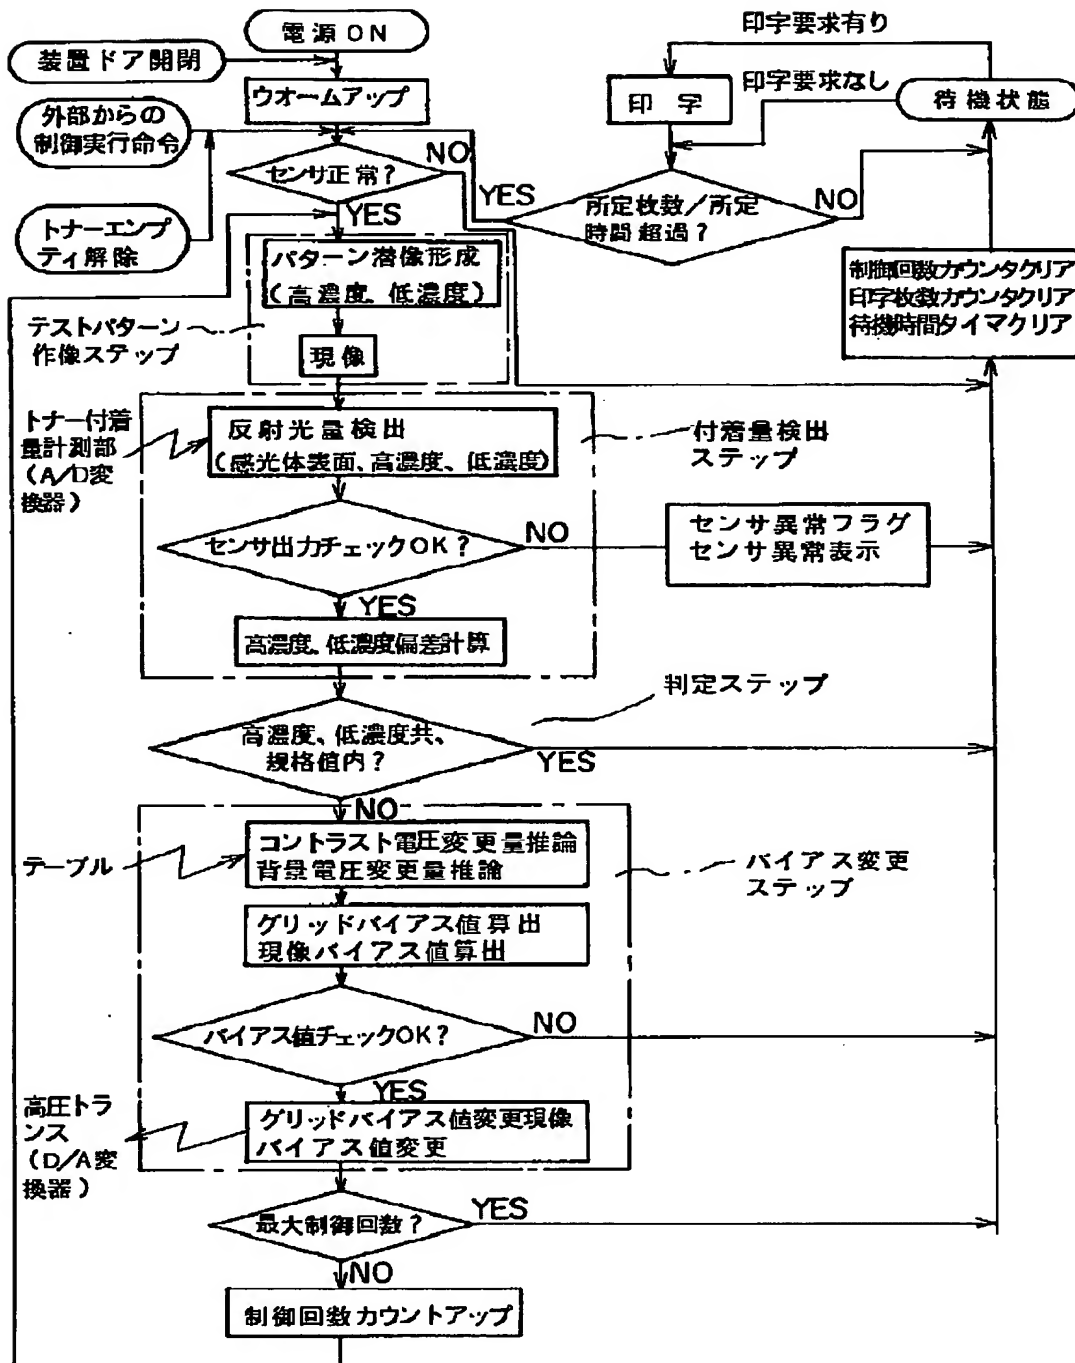 電源ON
装置ドア開閉
ウオームアップ
外部からの
制御実行命令
センサ正常?
NO
YES
トナーエンプ
ティ解除
印字要求有り
印字
印字要求なし
待機状態
YES
所定枚数/所定
時間超過?
NO
制御回数カウンタクリア
印字枚数カウンタクリア
待機時間タイマクリア
パターン潜像形成
(高濃度、低濃度)
テストパターン
作像ステップ
現像
トナー付着
量計測部
(A/D変
換器)
反射光量検出
(感光体表面、高濃度、低濃度)
付着量検出
ステップ
センサ出力チェックOK?
NO
センサ異常フラグ
センサ異常表示
YES
高濃度、低濃度偏差計算
判定ステップ
高濃度、低濃度共、
規格値内?
YES
NO
テーブル
コントラスト電圧変更量推論
背景電圧変更量推論
バイアス変更
ステップ
グリッドバイアス値算出
現像バイアス値算出
バイアス値チェックOK?
NO
YES
高圧トラ
ンス
(D/A変
換器)
グリッドバイアス値変更現像
バイアス値変更
最大制御回数?
YES
NO
制御回数カウントアップ